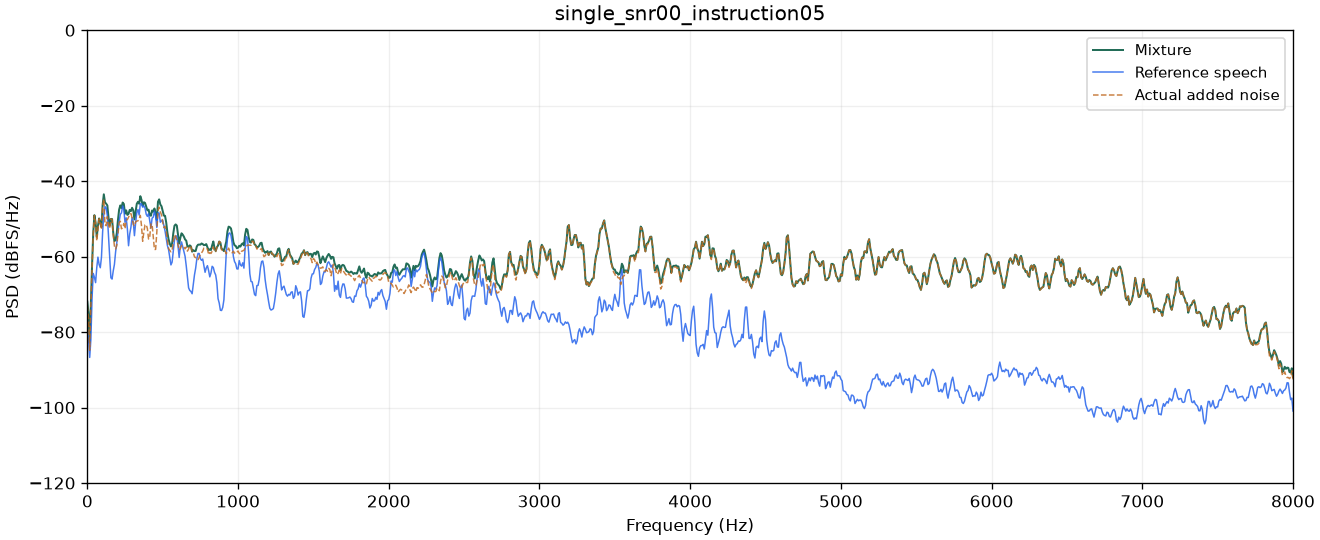 single_snr00_instruction05
PSD (dBFS/Hz)
0
−20
−40
−60
−80
−100
−120
Mixture
Reference speech
Actual added noise
0 1000 2000 3000 4000 5000 6000 7000 8000
Frequency (Hz)